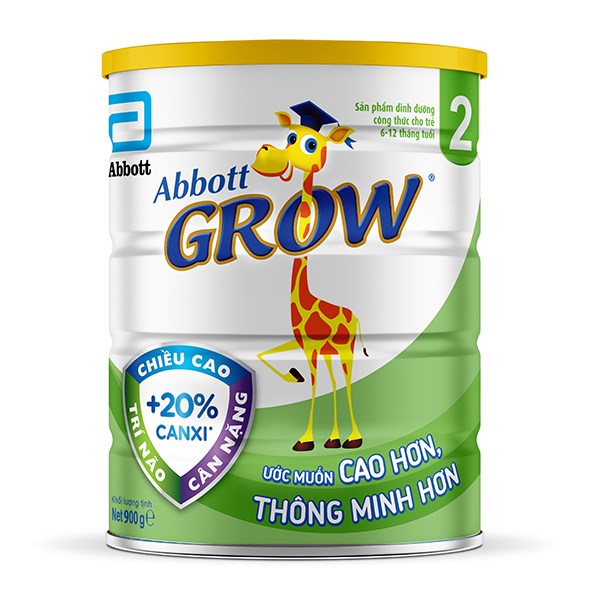 Abbott
Sản phẩm dinh dưỡng
công thức cho trẻ
6-12 tháng tuổi
2
Abbott
GROW®
CHIỀU CAO
TRÍ NÃO
CÂN NẶNG
+20%
CANXI*
ƯỚC MUỐN CAO HƠN,
THÔNG MINH HƠN
Khối lượng tịnh
Net 900g℮